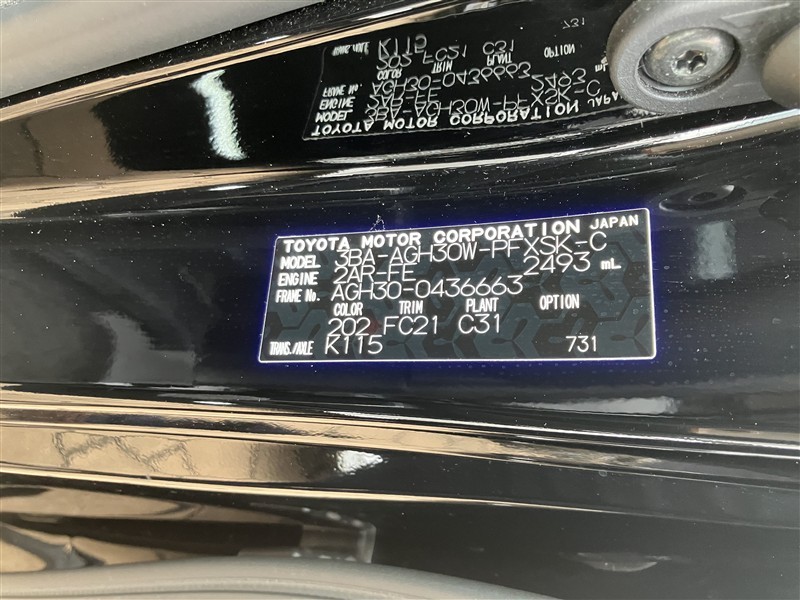 TOYOTA MOTOR CORPORATION JAPAN
MODEL 3BA-AGH30W-PFXSK-C
ENGINE 2AR-FE 2493 mL
FRAME No. AGH30-0436663
COLOR TRIM PLANT OPTION
202 FC21 C31
TRANS./AXLE K115 731